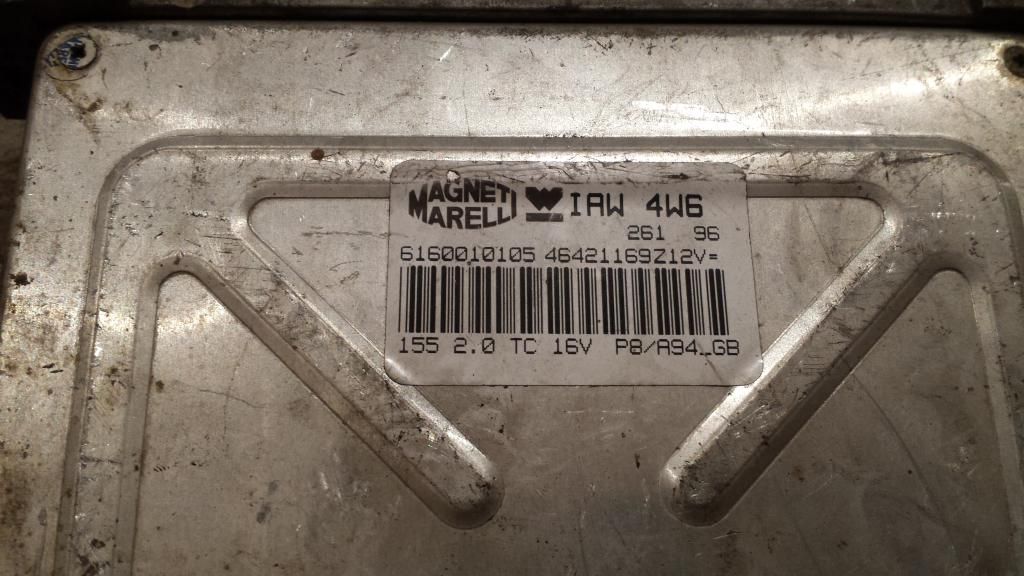 MAGNETI
MARELLI
IAW 4W6
261 96
6160010105 46421169Z12V=
155 2.0 TC 16V P8/A94_GB